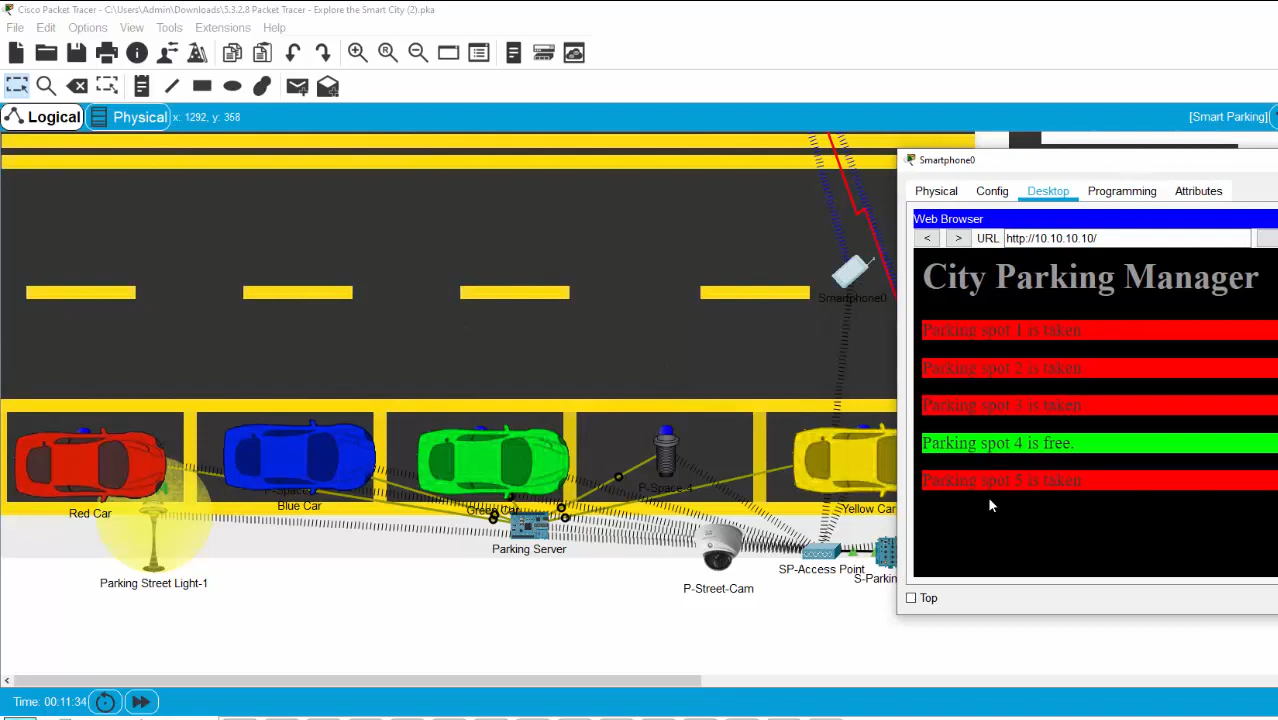 Cisco Packet Tracer - C:\Users\Admin\Downloads\5.3.2.8 Packet Tracer - Explore the Smart City (2).pka
File Edit Options View Tools Extensions Help
Logical Physical x: 1292, y: 358 [Smart Parking]
Smartphone0
Physical Config Desktop Programming Attributes
Web Browser
< > URL http://10.10.10.10/
City Parking Manager
Parking spot 1 is taken
Parking spot 2 is taken
Parking spot 3 is taken
Parking spot 4 is free.
Parking spot 5 is taken
Top
Smartphone0
P-Space-4
Red Car
Blue Car
Green Car
Yellow Car
Parking Server
SP-Access Point
S-Parkin
Parking Street Light-1
P-Street-Cam
Time: 00:11:34